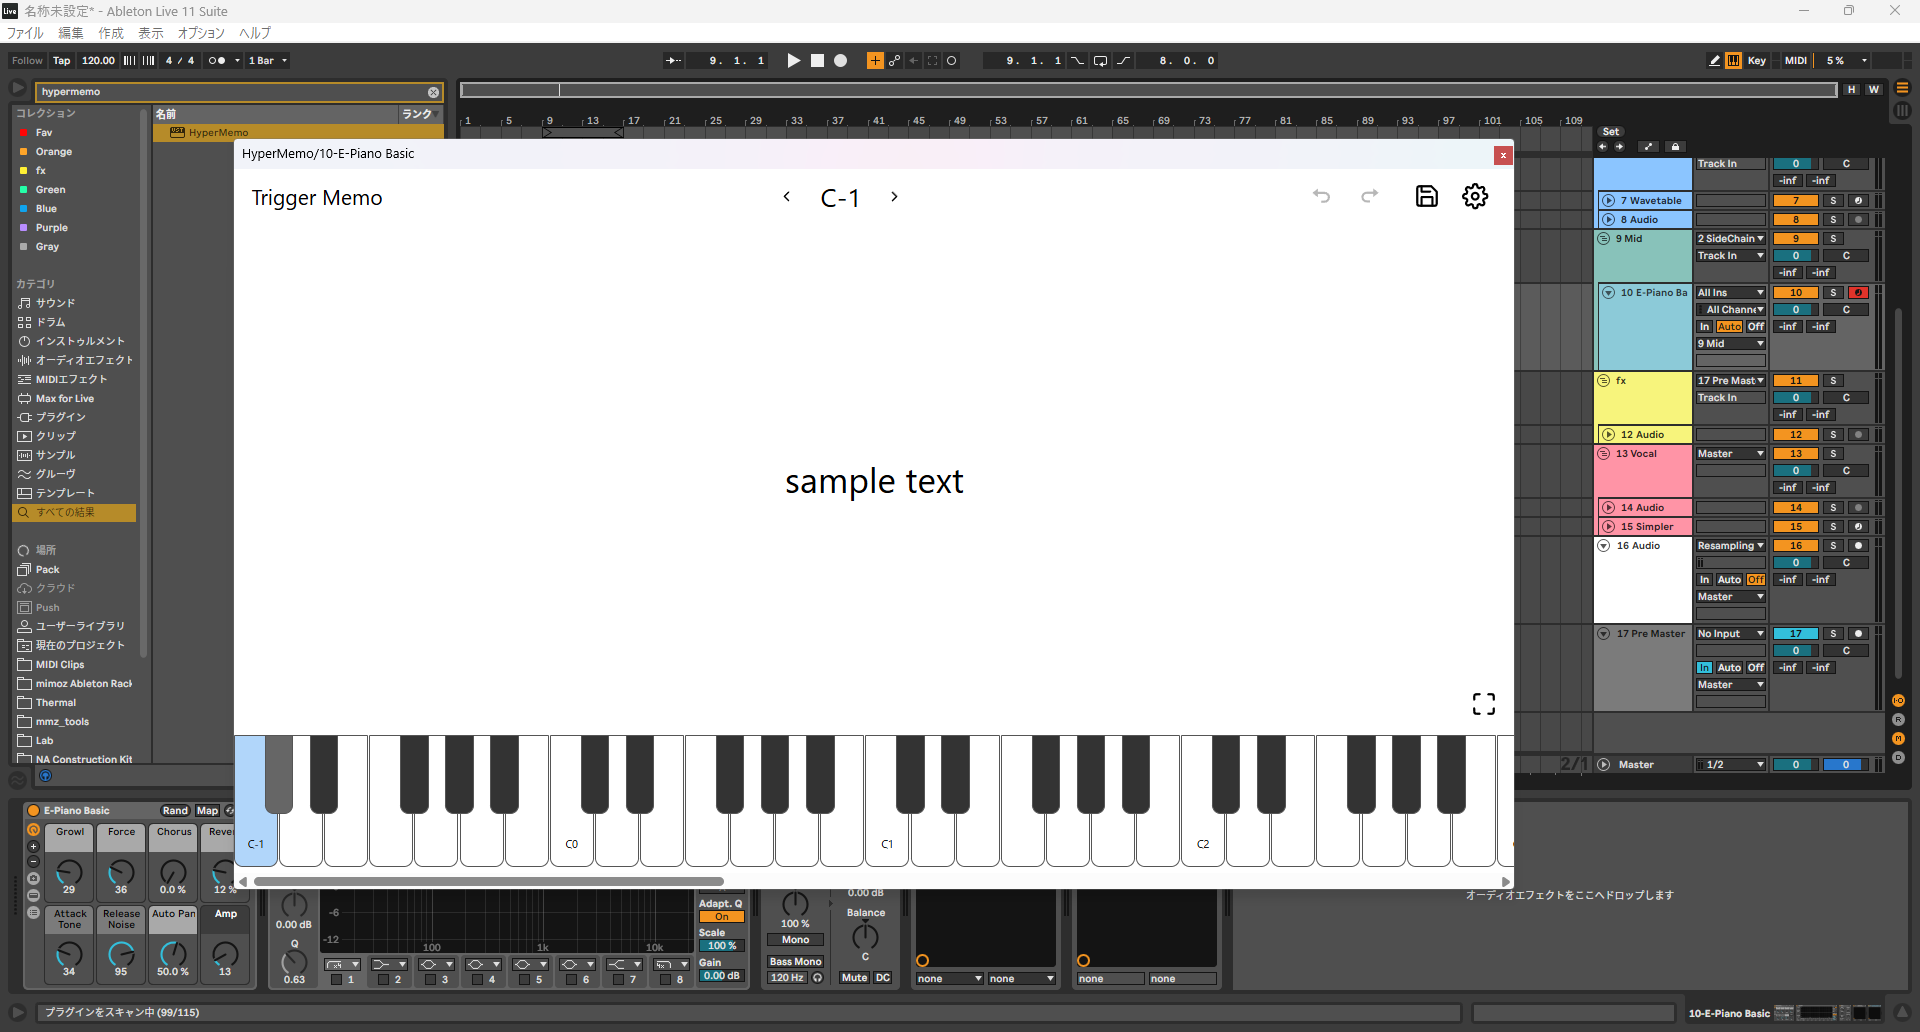 名称未設定* - Ableton Live 11 Suite
ファイル 編集 作成 表示 オプション ヘルプ
Follow Tap 120.00 4 / 4 1 Bar 9. 1. 1 9. 1. 1 8. 0. 0 Key MIDI 5 %
hypermemo
H W
コレクション 名前 ランク
1 5 9 13 17 21 25 29 33 37 41 45 49 53 57 61 65 69 73 77 81 85 89 93 97 101 105 109
Fav
HyperMemo
Set
Orange
fx
Green
Blue
Purple
Gray
カテゴリ
サウンド
ドラム
インストゥルメント
オーディオエフェクト
MIDIエフェクト
Max for Live
プラグイン
クリップ
サンプル
グルーヴ
テンプレート
すべての結果
場所
Pack
クラウド
Push
ユーザーライブラリ
現在のプロジェクト
MIDI Clips
mimoz Ableton Rack
Thermal
mmz_tools
Lab
NA Construction Kit
HyperMemo/10-E-Piano Basic
x
Trigger Memo
C-1
sample text
C-1 C0 C1 C2
Track In 0 C
-inf -inf
7 Wavetable 7 S
8 Audio 8 S
9 Mid 2 SideChain 9 S
Track In 0 C
-inf -inf
10 E-Piano Ba All Ins 10 S
All Channe 0 C
In Auto Off -inf -inf
9 Mid
fx 17 Pre Mast 11 S
Track In 0 C
-inf -inf
12 Audio 12 S
13 Vocal Master 13 S
0 C
-inf -inf
14 Audio 14 S
15 Simpler 15 S
16 Audio Resampling 16 S
0 C
In Auto Off -inf -inf
Master
17 Pre Master No Input 17 S
0 C
In Auto Off -inf -inf
Master
I·O
R
M
D
2/1 Master 1/2 0 0
E-Piano Basic Rand Map
Growl Force Chorus Rever
29 36 0.0 % 12 %
Attack Tone
Release Noise
Auto Pan
Amp
34 95 50.0 % 13
0.00 dB
Q
0.63
-6
-12
100 1k 10k
1 2 3 4 5 6 7 8
Adapt. Q
On
Scale
100 %
Gain
0.00 dB
100 %
Mono
Bass Mono
120 Hz
0.00 dB
Balance
C
Mute DC
none none
none none
オーディオエフェクトをここへドロップします
プラグインをスキャン中 (99/115)
10-E-Piano Basic